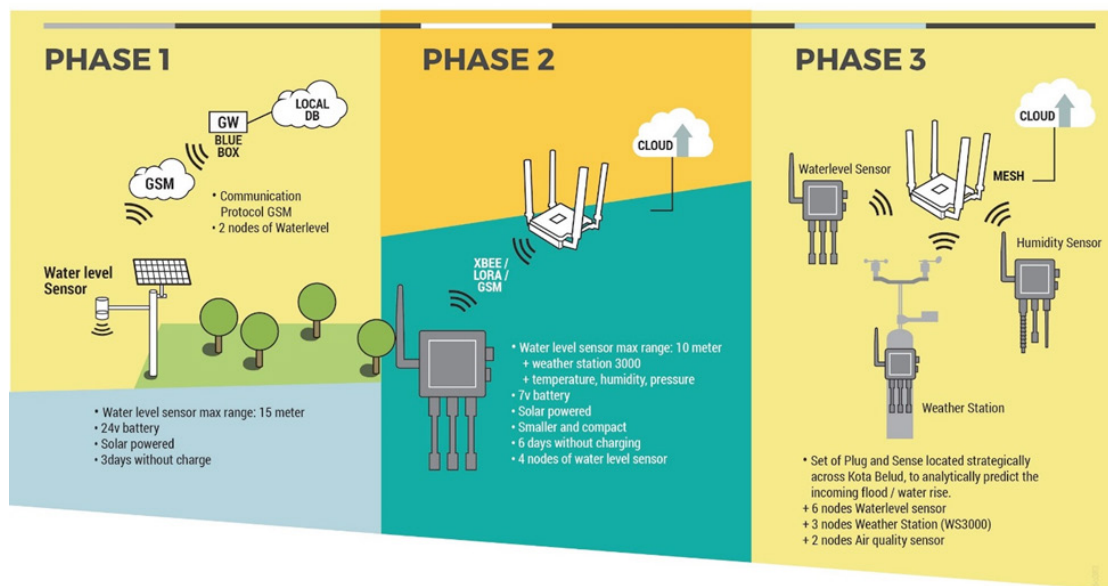 PHASE 1
LOCAL
DB
GW
BLUE
BOX
GSM
• Communication
Protocol GSM
• 2 nodes of Waterlevel
Water level
Sensor
• Water level sensor max range: 15 meter
• 24v battery
• Solar powered
• 3days without charge
PHASE 2
CLOUD
XBEE /
LORA /
GSM
• Water level sensor max range: 10 meter
+ weather station 3000
+ temperature, humidity, pressure
• 7v battery
• Solar powered
• Smaller and compact
• 6 days without charging
• 4 nodes of water level sensor
PHASE 3
CLOUD
Waterlevel Sensor
MESH
Humidity Sensor
Weather Station
• Set of Plug and Sense located strategically
across Kota Belud, to analytically predict the
incoming flood / water rise.
+ 6 nodes Waterlevel sensor
+ 3 nodes Weather Station (WS3000)
+ 2 nodes Air quality sensor